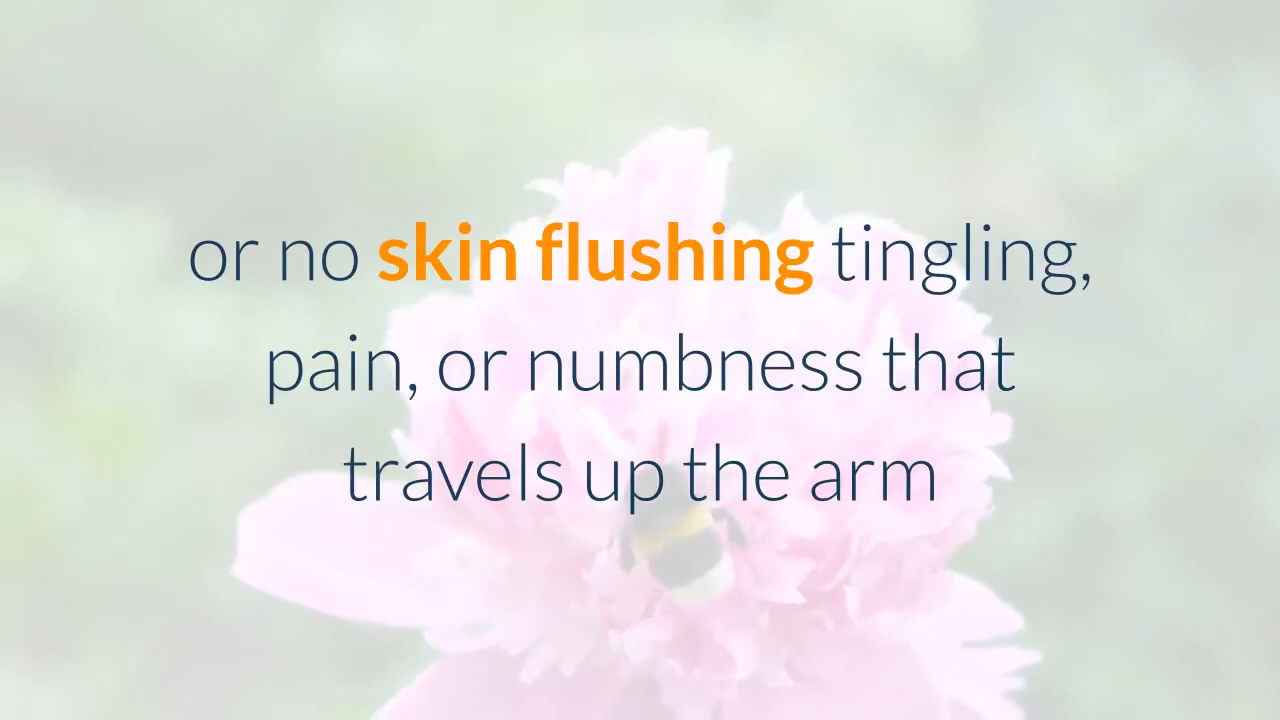 or no skin flushing tingling,
pain, or numbness that
travels up the arm